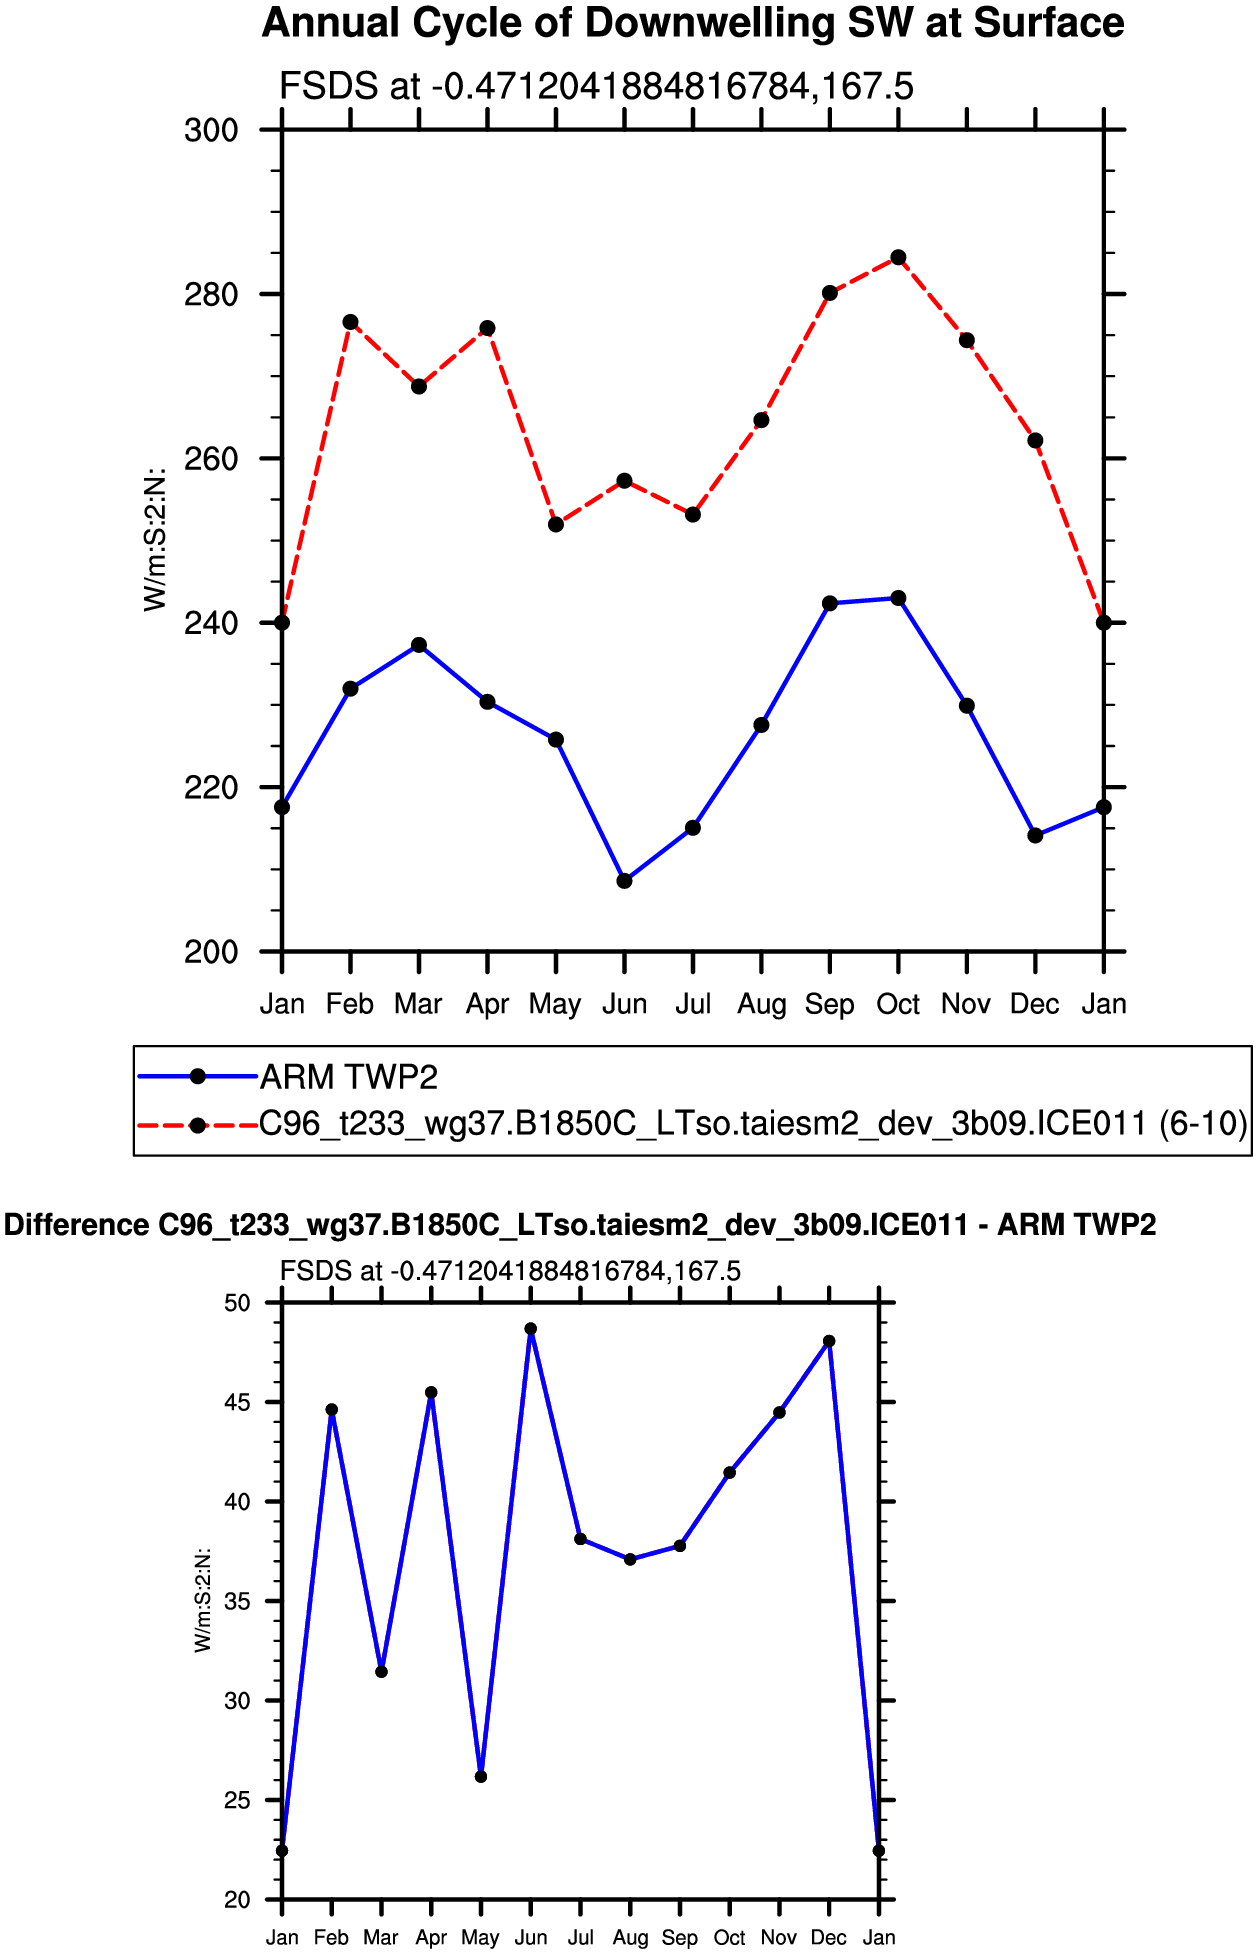 Annual Cycle of Downwelling SW at Surface
FSDS at -0.4712041884816784,167.5
300
280
260
240
220
200
W/m:S:2:N:
Jan Feb Mar Apr May Jun Jul Aug Sep Oct Nov Dec Jan
ARM TWP2
C96_t233_wg37.B1850C_LTso.taiesm2_dev_3b09.ICE011 (6-10)
Difference C96_t233_wg37.B1850C_LTso.taiesm2_dev_3b09.ICE011 - ARM TWP2
FSDS at -0.4712041884816784,167.5
50
45
40
35
30
25
20
W/m:S:2:N:
Jan Feb Mar Apr May Jun Jul Aug Sep Oct Nov Dec Jan